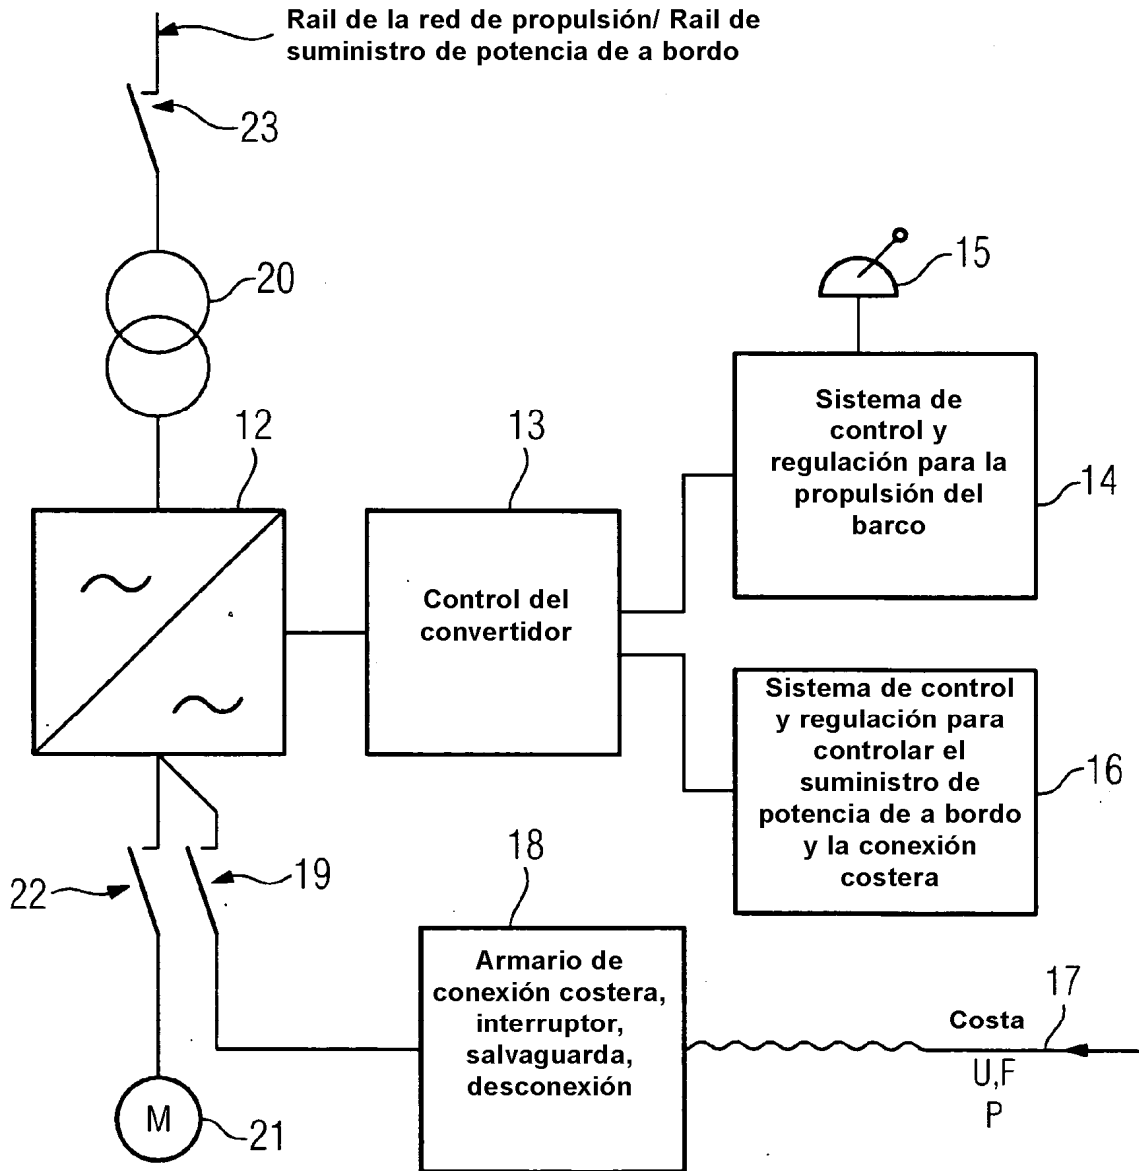 Rail de la red de propulsión/ Rail de
suministro de potencia de a bordo
23
20
15
12
13
Sistema de
control y
regulación para la
propulsión del
barco
14
Control del
convertidor
Sistema de control
y regulación para
controlar el
suministro de
potencia de a bordo
y la conexión
costera
16
22
19
18
Armario de
conexión costera,
interruptor,
salvaguarda,
desconexión
17
Costa
U,F
P
M
21